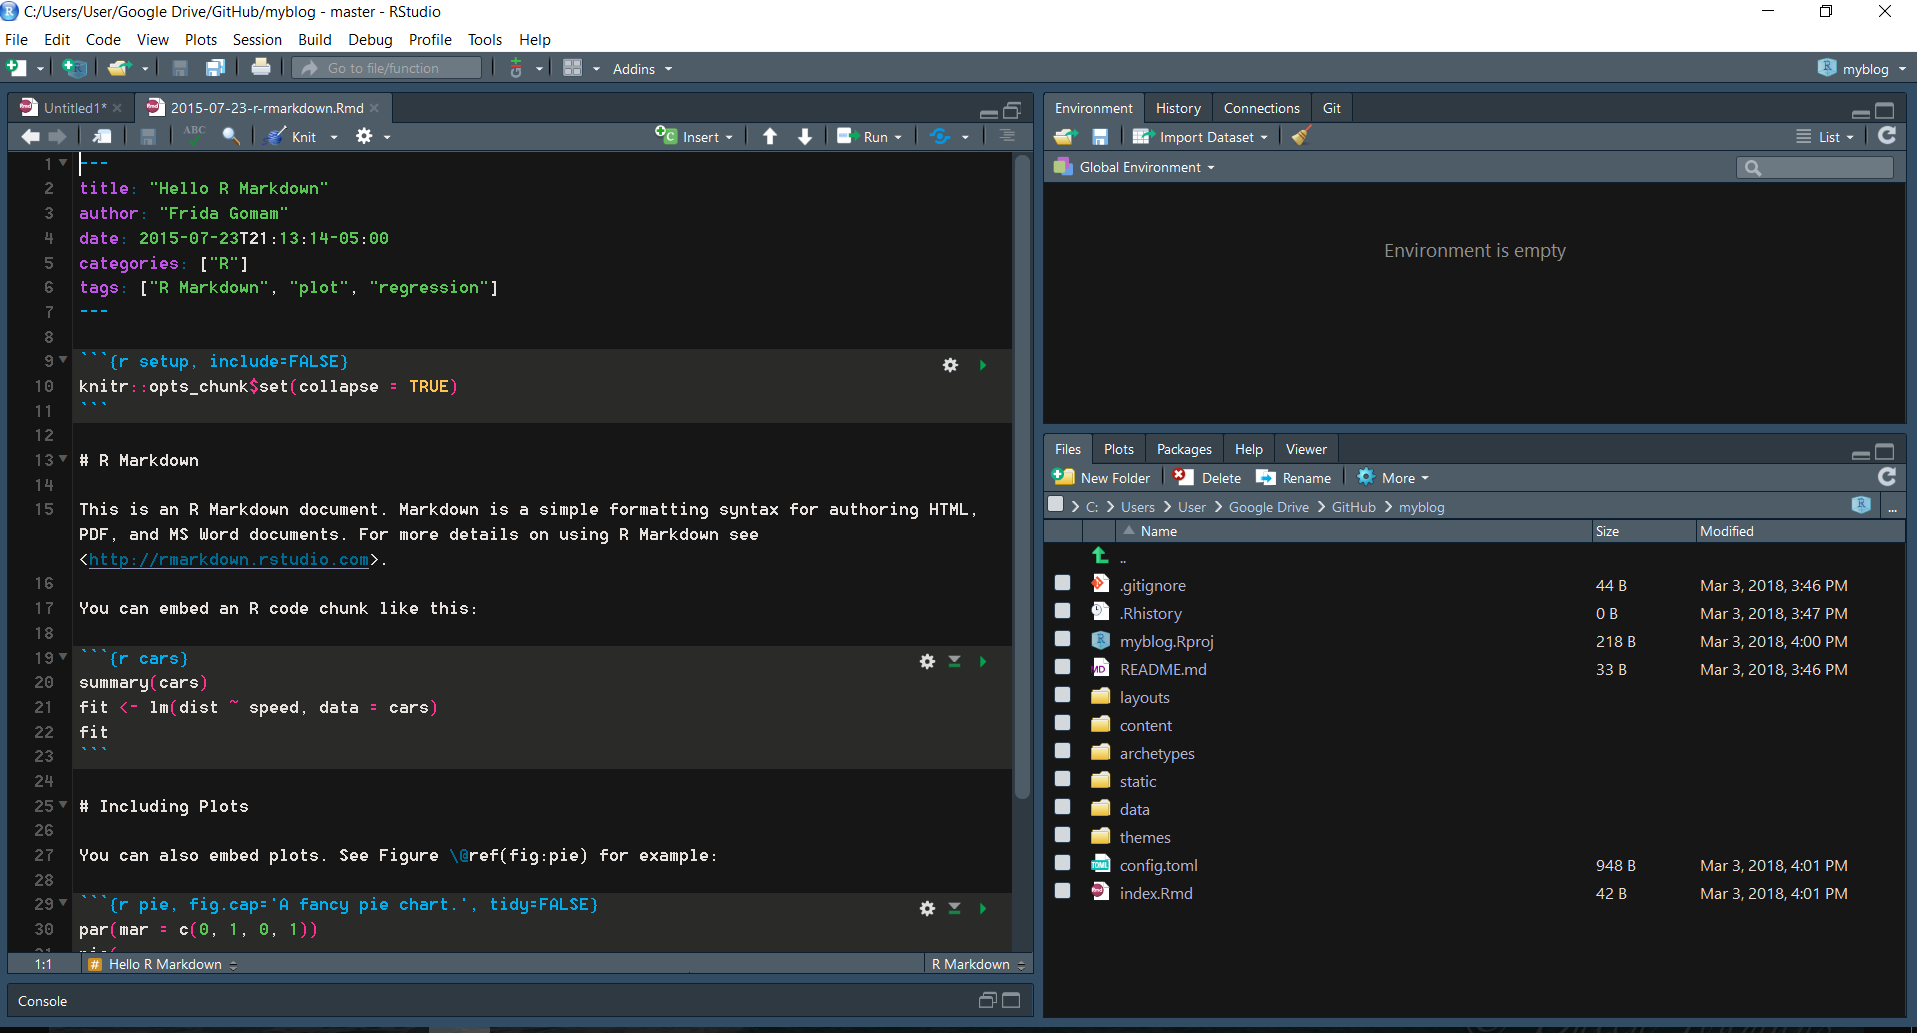 C:/Users/User/Google Drive/GitHub/myblog - master - RStudio
File Edit Code View Plots Session Build Debug Profile Tools Help
Go to file/function Addins myblog
Untitled1* 2015-07-23-r-rmarkdown.Rmd
ABC Knit Insert Run
1 ---
2 title: "Hello R Markdown"
3 author: "Frida Gomam"
4 date: 2015-07-23T21:13:14-05:00
5 categories: ["R"]
6 tags: ["R Markdown", "plot", "regression"]
7 ---
8
9 ```{r setup, include=FALSE}
10 knitr::opts_chunk$set(collapse = TRUE)
11 ```
12
13 # R Markdown
14
15 This is an R Markdown document. Markdown is a simple formatting syntax for authoring HTML,
PDF, and MS Word documents. For more details on using R Markdown see
<http://rmarkdown.rstudio.com>.
16
17 You can embed an R code chunk like this:
18
19 ```{r cars}
20 summary(cars)
21 fit <- lm(dist ~ speed, data = cars)
22 fit
23 ```
24
25 # Including Plots
26
27 You can also embed plots. See Figure \@ref(fig:pie) for example:
28
29 ```{r pie, fig.cap='A fancy pie chart.', tidy=FALSE}
30 par(mar = c(0, 1, 0, 1))
1:1 # Hello R Markdown R Markdown
Console
Environment History Connections Git
Import Dataset List
Global Environment
Environment is empty
Files Plots Packages Help Viewer
New Folder Delete Rename More
C: Users User Google Drive GitHub myblog ...
Name Size Modified
..
.gitignore 44 B Mar 3, 2018, 3:46 PM
.Rhistory 0 B Mar 3, 2018, 3:47 PM
myblog.Rproj 218 B Mar 3, 2018, 4:00 PM
README.md 33 B Mar 3, 2018, 3:46 PM
layouts
content
archetypes
static
data
themes
config.toml 948 B Mar 3, 2018, 4:01 PM
index.Rmd 42 B Mar 3, 2018, 4:01 PM